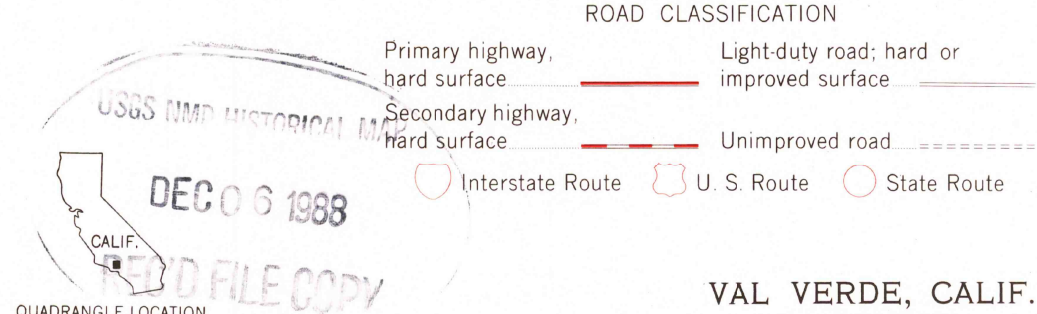 ROAD CLASSIFICATION
Primary highway,
hard surface
Light-duty road; hard or
improved surface
Secondary highway,
hard surface
Unimproved road
Interstate Route
U. S. Route
State Route
USGS NMD HISTORICAL MAP
DEC 06 1988
REC'D FILE COPY
CALIF.
QUADRANGLE LOCATION
VAL VERDE, CALIF.